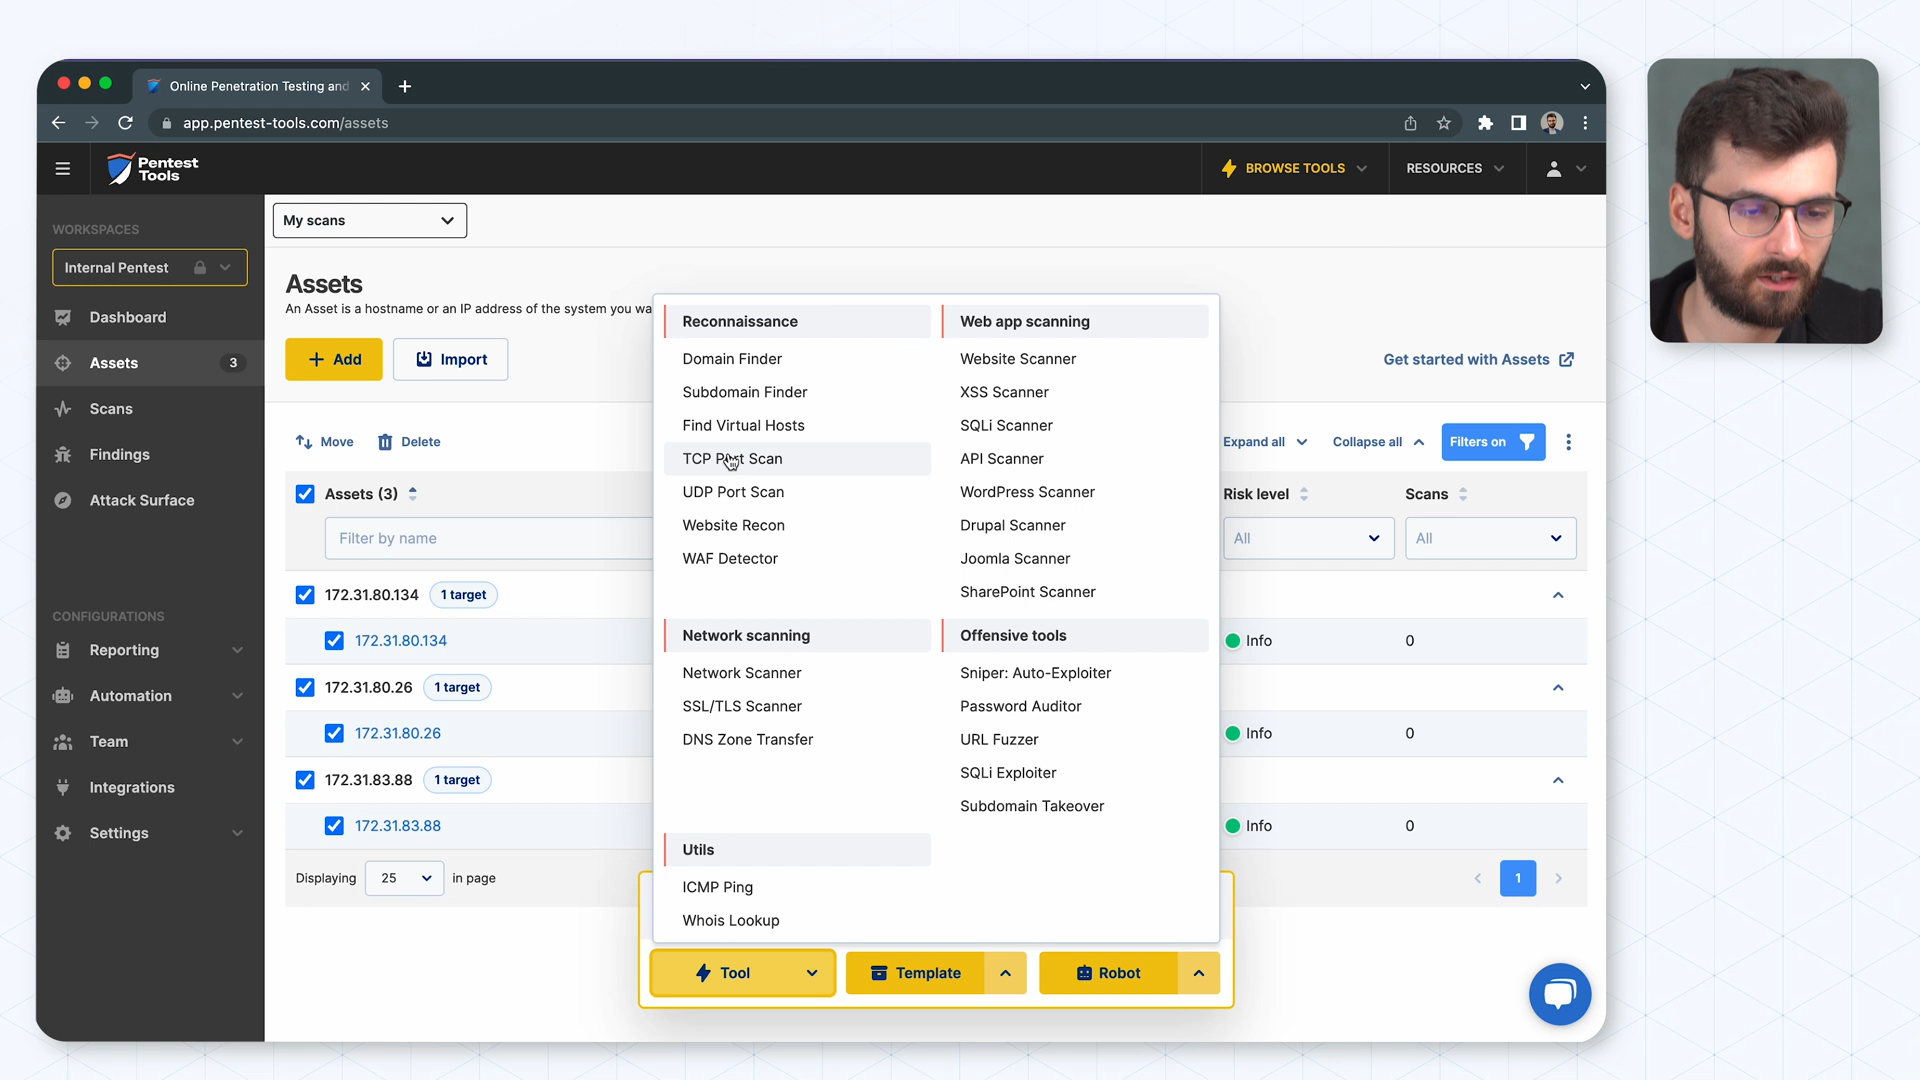 Online Penetration Testing and
app.pentest-tools.com/assets
Pentest
Tools
BROWSE TOOLS
RESOURCES
WORKSPACES
Internal Pentest
Dashboard
Assets
3
Scans
Findings
Attack Surface
CONFIGURATIONS
Reporting
Automation
Team
Integrations
Settings
My scans
Assets
An Asset is a hostname or an IP address of the system you wa
Add
Import
Get started with Assets
Move
Delete
Expand all
Collapse all
Filters on
Assets (3)
Risk level
Scans
Filter by name
All
All
172.31.80.134
1 target
172.31.80.134
Info
0
172.31.80.26
1 target
172.31.80.26
Info
0
172.31.83.88
1 target
172.31.83.88
Info
0
Displaying
25
in page
1
Reconnaissance
Domain Finder
Subdomain Finder
Find Virtual Hosts
TCP Port Scan
UDP Port Scan
Website Recon
WAF Detector
Web app scanning
Website Scanner
XSS Scanner
SQLi Scanner
API Scanner
WordPress Scanner
Drupal Scanner
Joomla Scanner
SharePoint Scanner
Network scanning
Network Scanner
SSL/TLS Scanner
DNS Zone Transfer
Offensive tools
Sniper: Auto-Exploiter
Password Auditor
URL Fuzzer
SQLi Exploiter
Subdomain Takeover
Utils
ICMP Ping
Whois Lookup
Tool
Template
Robot